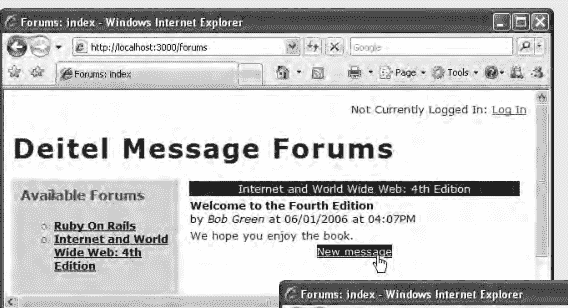 Forums: index - Windows Internet Explorer
http://localhost:3000/forums
Google
Forums: index
Page
Tools
Not Currently Logged In: Log In
Deitel Message Forums
Available Forums
Ruby On Rails
Internet and World
Wide Web: 4th
Edition
Internet and World Wide Web: 4th Edition
Welcome to the Fourth Edition
by Bob Green at 06/01/2006 at 04:07PM
We hope you enjoy the book.
New message
Forums: index - Windows Internet Explorer